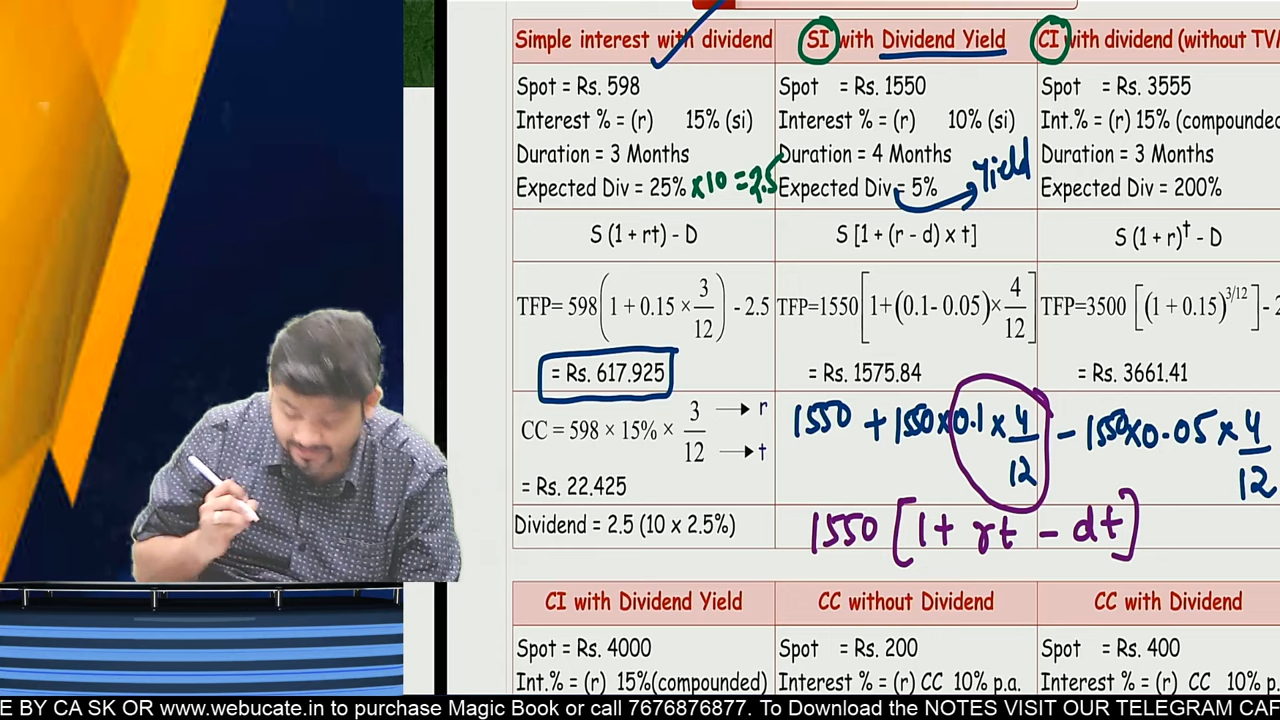 Simple interest with dividend
Spot = Rs. 598
Interest % = (r) 15% (si)
Duration = 3 Months
Expected Div = 25% ×10 = 2.5
S (1 + rt) - D
TFP= 598(1 + 0.15 × 3/12) - 2.5
= Rs. 617.925
CC = 598 × 15% × 3/12 → r → t
= Rs. 22.425
Dividend = 2.5 (10 x 2.5%)
SI with Dividend Yield
Spot = Rs. 1550
Interest % = (r) 10% (si)
Duration = 4 Months
Expected Div = 5% Yield
S [1 + (r - d) x t]
TFP=1550[1+(0.1- 0.05)× 4/12]
= Rs. 1575.84
CI with dividend (without TV
Spot = Rs. 3555
Int.% = (r) 15% (compounded
Duration = 3 Months
Expected Div = 200%
S (1 + r)^t - D
TFP=3500 [(1 + 0.15)^3/12] - 2
= Rs. 3661.41
1550 + 1550×0.1 × 4/12 - 1550×0.05 × 4/12
1550 [1 + rt - dt]
CI with Dividend Yield
Spot = Rs. 4000
Int.% = (r) 15%(compounded)
CC without Dividend
Spot = Rs. 200
Interest % = (r) CC 10% p.a.
CC with Dividend
Spot = Rs. 400
Interest % = (r) CC 10% p.
E BY CA SK OR www.webucate.in to purchase Magic Book or call 7676876877. To Download the NOTES VISIT OUR TELEGRAM CAF